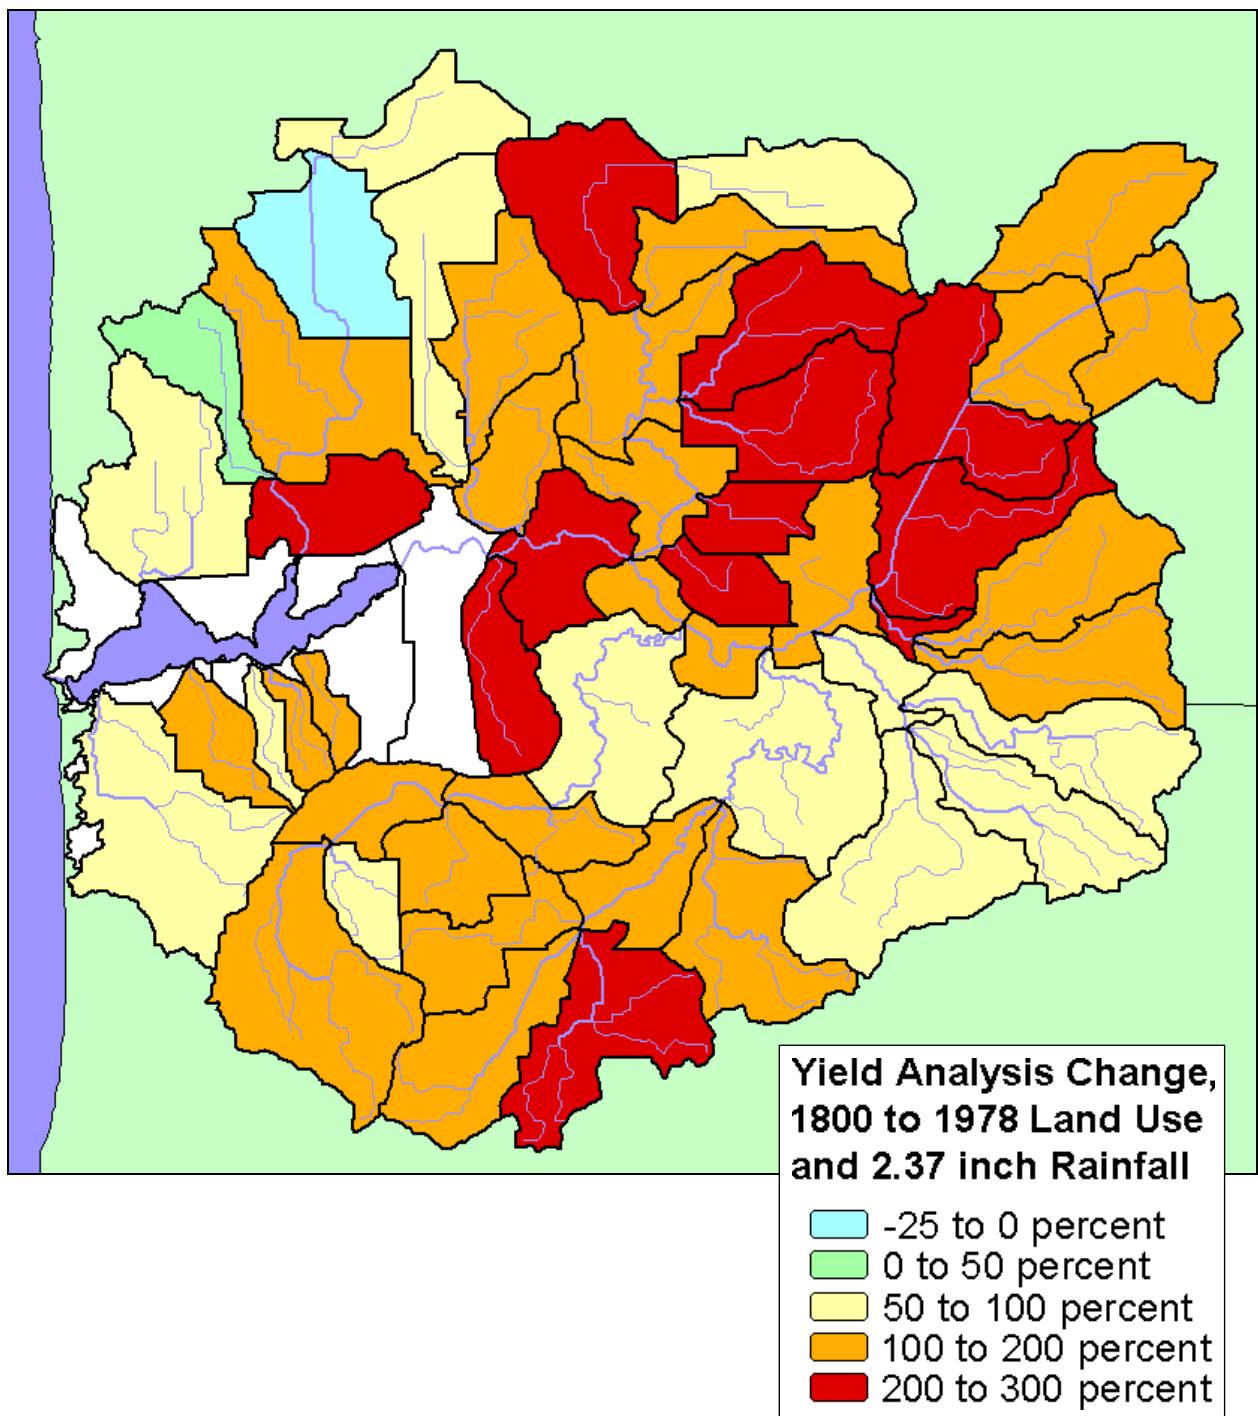 Yield Analysis Change,
1800 to 1978 Land Use
and 2.37 inch Rainfall
-25 to 0 percent
0 to 50 percent
50 to 100 percent
100 to 200 percent
200 to 300 percent